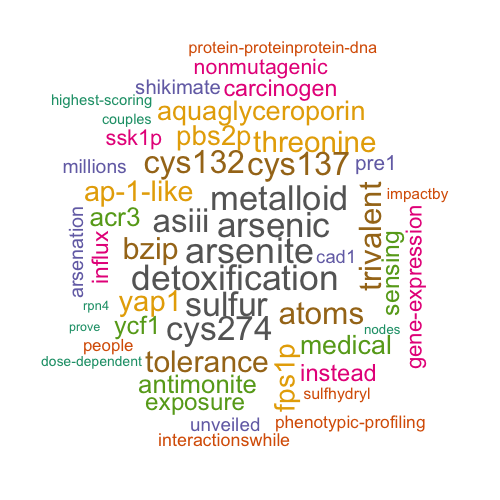 protein-proteinprotein-dna
nonmutagenic
shikimate carcinogen
highest-scoring
couples aquaglyceroporin
ssk1p pbs2p threonine
millions cys132 cys137 pre1
ap-1-like metalloid trivalent impactby
arsenation influx acr3 asiii arsenic sensing gene-expression
bzip arsenite cad1
detoxification
rpn4 yap1 sulfur atoms
prove ycf1 cys274 nodes
people fps1p medical
dose-dependent tolerance instead
antimonite sulfhydryl
exposure
unveiled phenotypic-profiling
interactionswhile